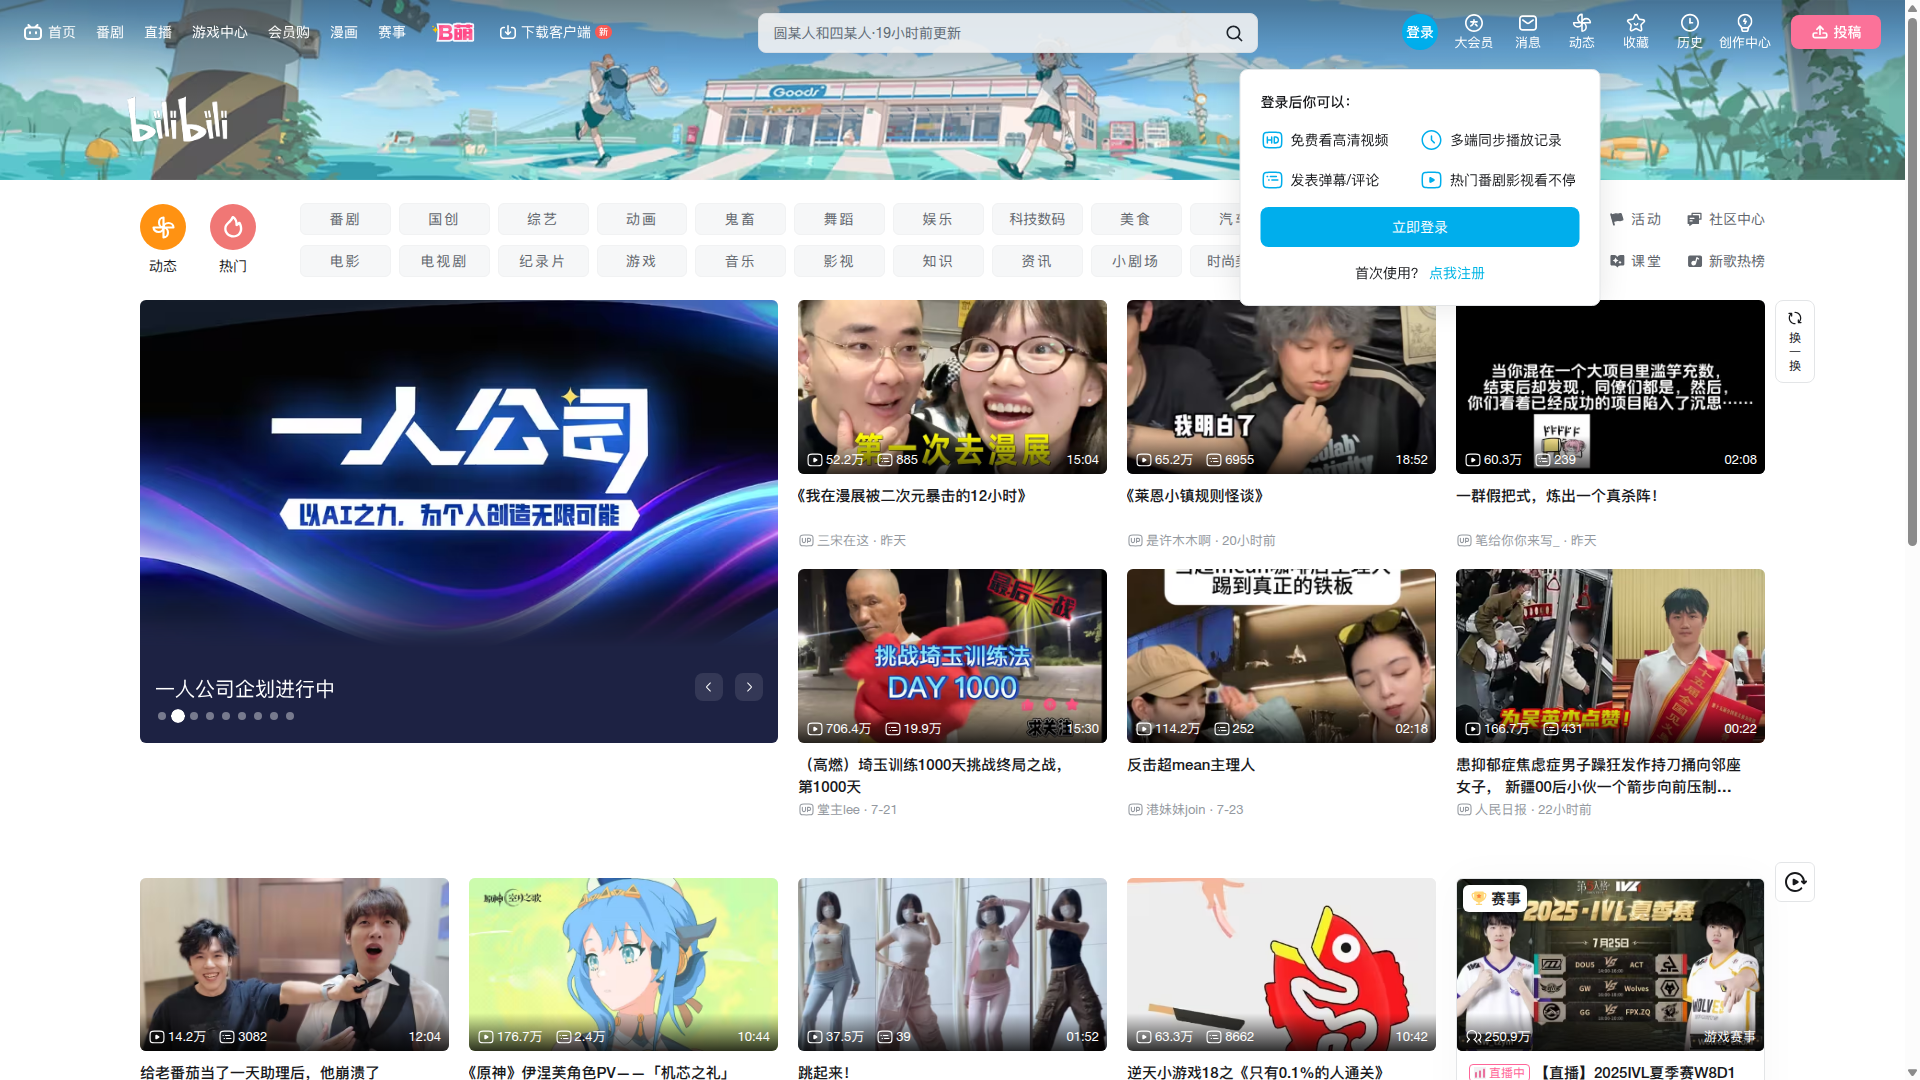 首页 番剧 直播 游戏中心 会员购 漫画 赛事 B萌 下载客户端 新
圆某人和四某人·19小时前更新
登录 大会员 消息 动态 收藏 历史 创作中心 投稿
bilibili
Goods
登录后你可以：
HD 免费看高清视频 多端同步播放记录
发表弹幕/评论 热门番剧影视看不停
立即登录
首次使用？ 点我注册
动态 热门
番剧 国创 综艺 动画 鬼畜 舞蹈 娱乐 科技数码 美食 活动 社区中心
电影 电视剧 纪录片 游戏 音乐 影视 知识 资讯 小剧场 课堂 新歌热榜
一人公司
以AI之力，为个人创造无限可能
一人公司企划进行中
换一换
第一次去漫展
52.2万 885 15:04
《我在漫展被二次元暴击的12小时》
UP 三宋在这 · 昨天
我明白了
65.2万 6955 18:52
《莱恩小镇规则怪谈》
UP 是许木木啊 · 20小时前
当你混在一个大项目里滥竽充数，
结束后却发现，同僚们都是，然后，
你们看着已经成功的项目陷入了沉思……
60.3万 239 02:08
一群假把式，炼出一个真杀阵！
UP 笔给你你来写_ · 昨天
最后一战
挑战埼玉训练法
DAY 1000
求关注
706.4万 19.9万 15:30
（高燃）埼玉训练1000天挑战终局之战，
第1000天
UP 堂主lee · 7-21
踢到真正的铁板
114.2万 252 02:18
反击超mean主理人
UP 港妹妹join · 7-23
为吴英杰点赞！
166.7万 431 00:22
患抑郁症焦虑症男子躁狂发作持刀捅向邻座
女子， 新疆00后小伙一个箭步向前压制...
UP 人民日报 · 22小时前
14.2万 3082 12:04
给老番茄当了一天助理后，他崩溃了
原神 空月之歌
176.7万 2.4万 10:44
《原神》伊涅芙角色PV——「机芯之礼」
37.5万 39 01:52
跳起来！
63.3万 8662 10:42
逆天小游戏18之《只有0.1%的人通关》
赛事
2025·IVL夏季赛
7月25日
DOUS VS ACT
GW VS Wolves
GG VS FPX.ZQ
250.9万 游戏赛事
直播中 【直播】2025IVL夏季赛W8D1